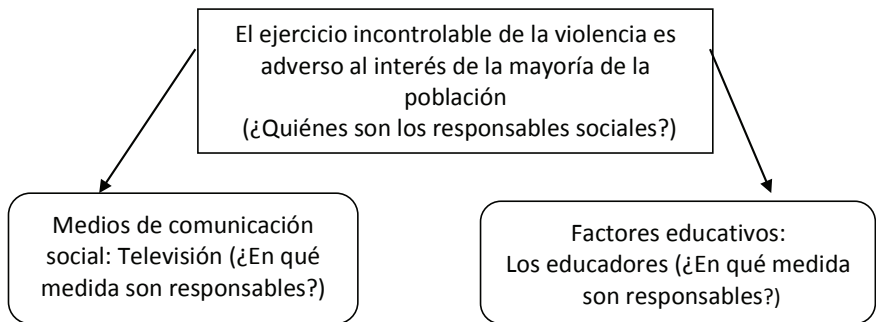 El ejercicio incontrolable de la violencia es
adverso al interés de la mayoría de la
población
(¿Quiénes son los responsables sociales?)
Medios de comunicación
social: Televisión (¿En qué
medida son responsables?)
Factores educativos:
Los educadores (¿En qué medida
son responsables?)